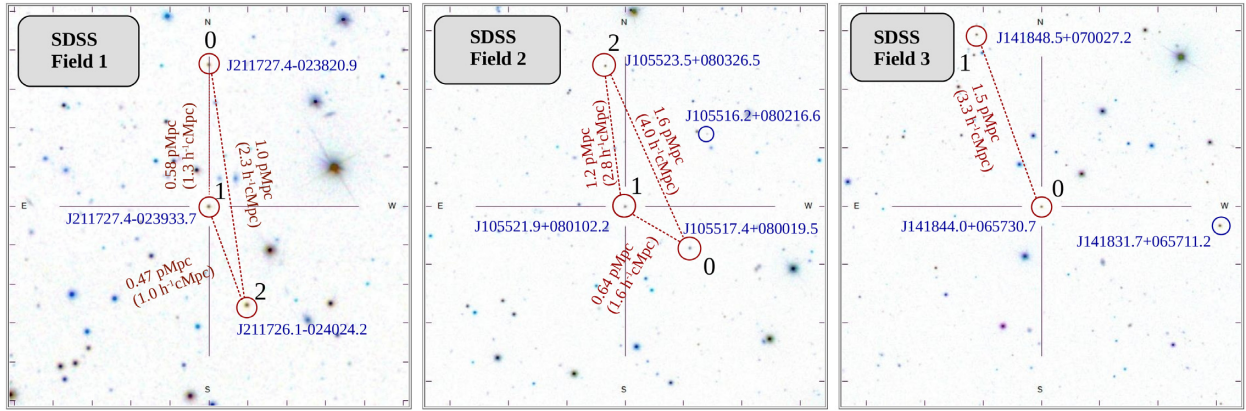 SDSS
Field 1
N
0
J211727.4-023820.9
0.58 pMpc
(1.3 h⁻¹cMpc)
1.0 pMpc
(2.3 h⁻¹cMpc)
E
1
W
J211727.4-023933.7
0.47 pMpc
(1.0 h⁻¹cMpc)
2
J211726.1-024024.2
S
SDSS
Field 2
N
2
J105523.5+080326.5
J105516.2+080216.6
1.2 pMpc
(2.8 h⁻¹cMpc)
1.6 pMpc
(4.0 h⁻¹cMpc)
E
1
W
J105521.9+080102.2
J105517.4+080019.5
0.64 pMpc
(1.6 h⁻¹cMpc)
0
S
SDSS
Field 3
N
J141848.5+070027.2
1
1.5 pMpc
(3.3 h⁻¹cMpc)
E
0
W
J141844.0+065730.7
J141831.7+065711.2
S